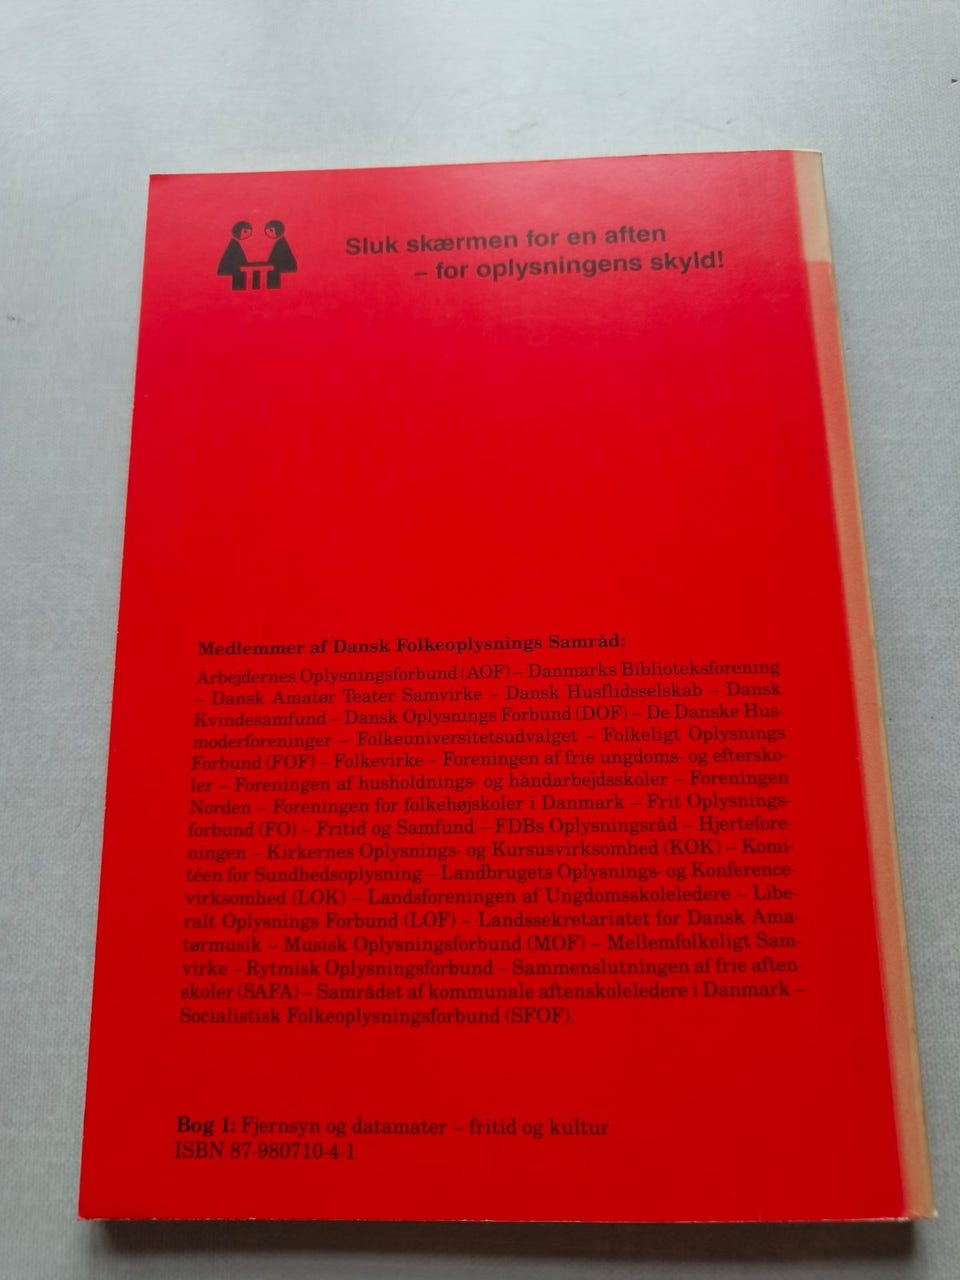 Sluk skærmen for en aften
– for oplysningens skyld!
Medlemmer af Dansk Folkeoplysnings Samråd:
Arbejdernes Oplysningsforbund (AOF) – Danmarks Biblioteksforening
– Dansk Amatør Teater Samvirke – Dansk Husflidsselskab – Dansk
Kvindesamfund – Dansk Oplysnings Forbund (DOF) – De Danske Hus-
moderforeninger – Folkeuniversitetsudvalget – Folkeligt Oplysnings
Forbund (FOF) – Folkevirke – Foreningen af frie ungdoms- og eftersko-
ler – Foreningen af husholdnings- og håndarbejdsskoler – Foreningen
Norden – Foreningen for folkehøjskoler i Danmark – Frit Oplysnings-
forbund (FO) – Fritid og Samfund – FDBs Oplysningsråd – Hjertefore-
ningen – Kirkernes Oplysnings- og Kursusvirksomhed (KOK) – Komi-
téen for Sundhedsoplysning – Landbrugets Oplysnings- og Konference-
virksomhed (LOK) – Landsforeningen af Ungdomsskoleledere – Libe-
ralt Oplysnings Forbund (LOF) – Landssekretariatet for Dansk Ama-
tørmusik – Musisk Oplysningsforbund (MOF) – Mellemfolkeligt Sam-
virke – Rytmisk Oplysningsforbund – Sammenslutningen af frie aften-
skoler (SAFA) – Samrådet af kommunale aftenskoleledere i Danmark –
Socialistisk Folkeoplysningsforbund (SFOF).
Bog 1: Fjernsyn og datamater – fritid og kultur
ISBN 87-980710-4-1